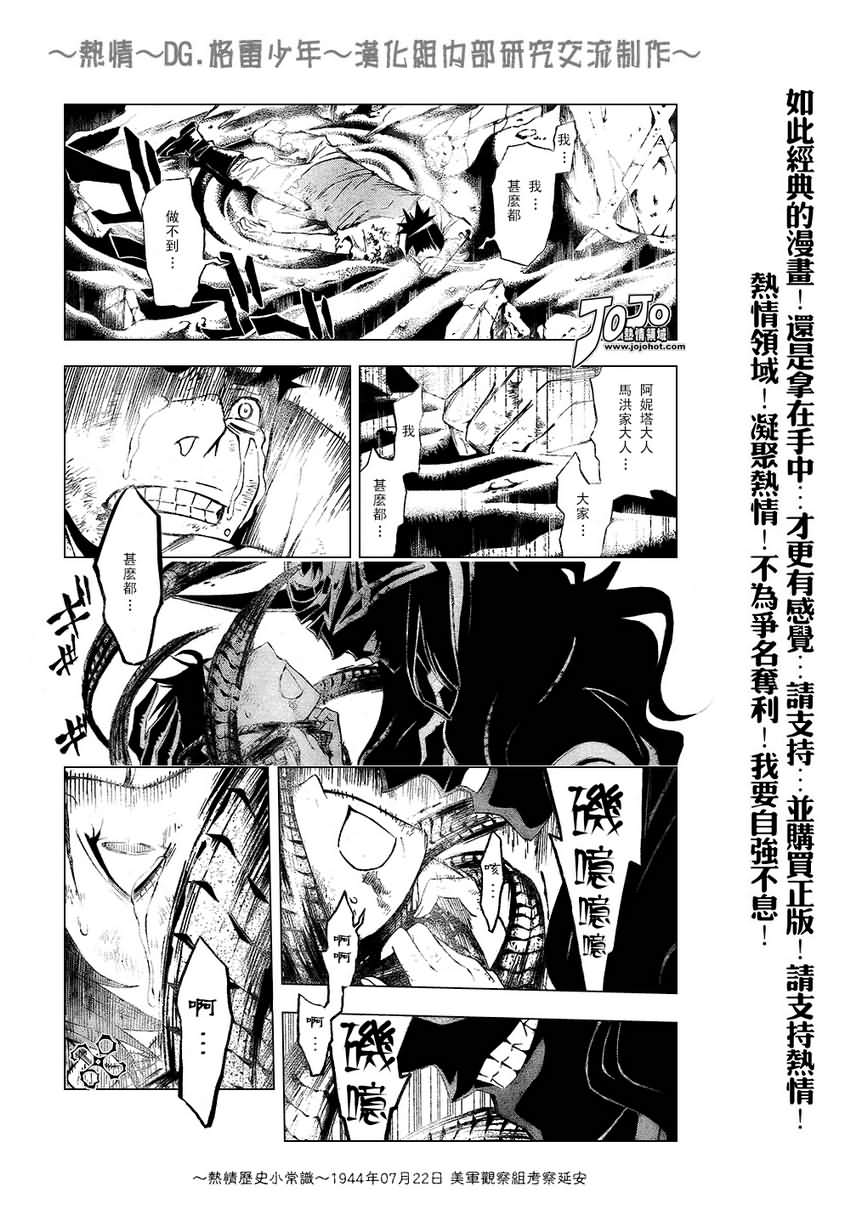 ～熱情～DG.格雷少年～漢化組內部研究交流制作～
如此經典的漫畫！還是拿在手中…才更有感覺…請支持…並購買正版！請支持熱情！
熱情領域！凝聚熱情！不為爭名奪利！我要自強不息！
我…
我…
甚麼都
做不到…
JOJO
熱情領域
www.jojohot.com
阿妮塔大人
馬洪家大人…
大家…
我
甚麼都…
甚麼都…
磯噫噫噫
咳…
啊啊
啊…
磯噫
啊…
～熱情歷史小常識～1944年07月22日 美軍觀察組考察延安